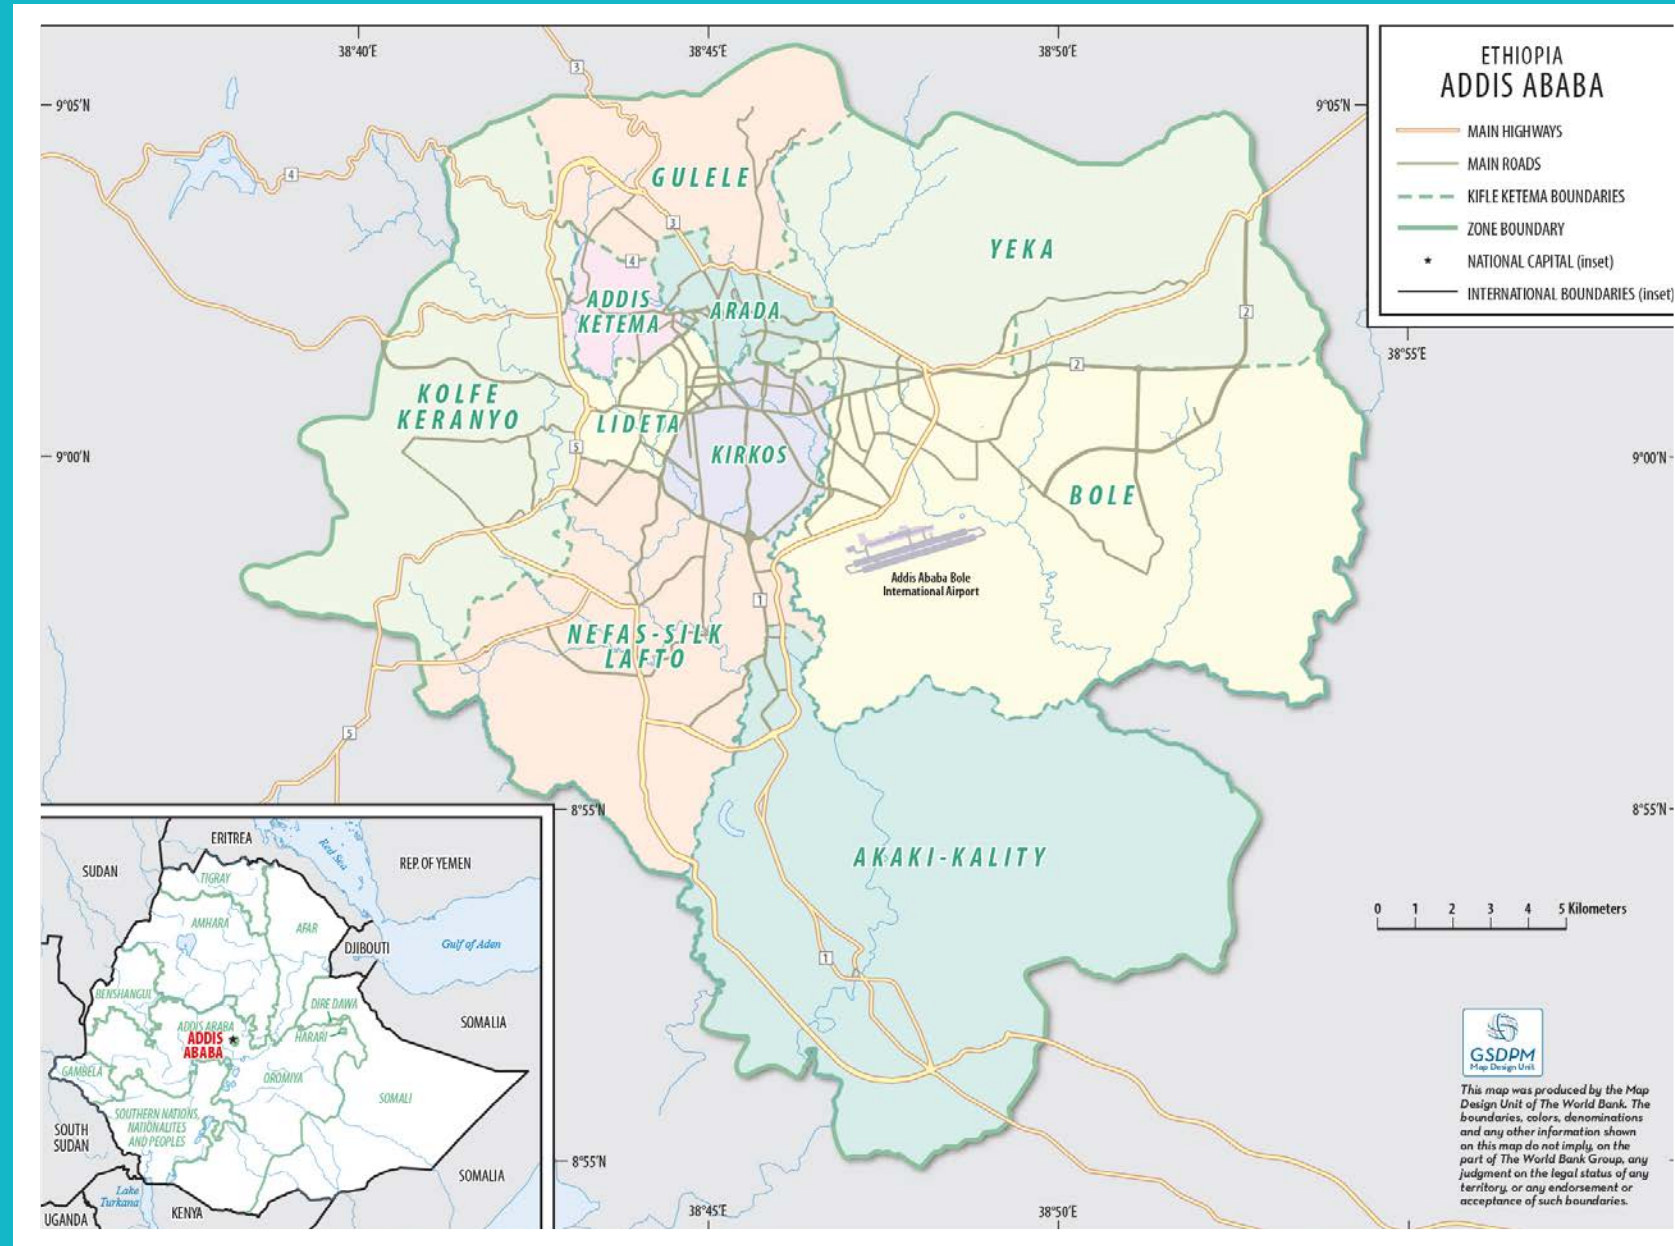 38°40'E
38°45'E
38°50'E
9°05'N
9°05'N
ETHIOPIA
ADDIS ABABA
MAIN HIGHWAYS
MAIN ROADS
KIFLE KETEMA BOUNDARIES
ZONE BOUNDARY
NATIONAL CAPITAL (inset)
INTERNATIONAL BOUNDARIES (inset)
38°55'E
3
4
GULELE
3
YEKA
4
ADDIS
KETEMA
ARADA
2
2
KOLFE
KERANYO
LIDETA
5
KIRKOS
9°00'N
9°00'N
BOLE
Addis Ababa Bole
International Airport
1
NEFAS-SILK
LAFTO
5
8°55'N
8°55'N
AKAKI-KALITY
1
0 1 2 3 4 5 Kilometers
8°55'N
38°45'E
38°50'E
ERITREA
Red Sea
REP. OF YEMEN
SUDAN
TIGRAY
AMHARA
AFAR
DJIBOUTI
Gulf of Aden
BENSHANGUL
DIRE DAWA
SOMALIA
ADDIS ABABA
ADDIS
ABABA
HARARI
GAMBELA
OROMIYA
SOMALI
SOUTHERN NATIONS,
NATIONALITES
AND PEOPLES
SOUTH
SUDAN
SOMALIA
Lake
Turkana
KENYA
UGANDA
GSDPM
Map Design Unit
This map was produced by the Map
Design Unit of The World Bank. The
boundaries, colors, denominations
and any other information shown
on this map do not imply, on the
part of The World Bank Group, any
judgment on the legal status of any
territory, or any endorsement or
acceptance of such boundaries.